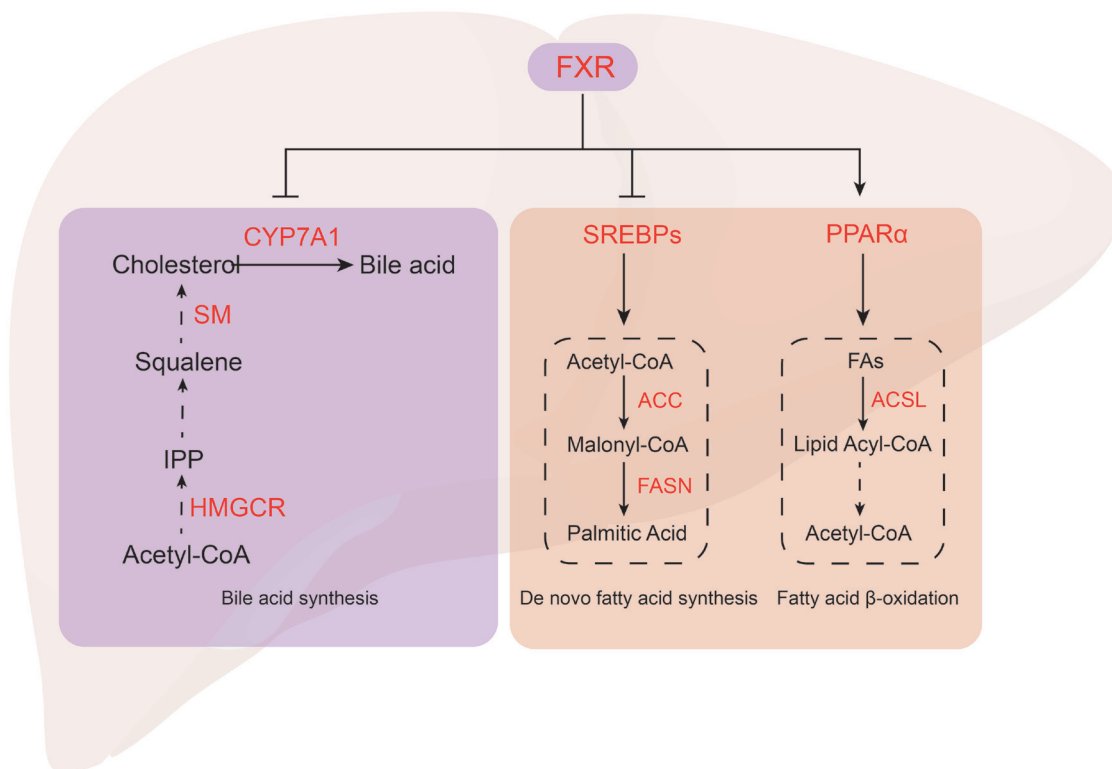 FXR
CYP7A1
Cholesterol
Bile acid
SM
Squalene
IPP
HMGCR
Acetyl-CoA
Bile acid synthesis
SREBPs
Acetyl-CoA
ACC
Malonyl-CoA
FASN
Palmitic Acid
De novo fatty acid synthesis
PPARα
FAs
ACSL
Lipid Acyl-CoA
Acetyl-CoA
Fatty acid β-oxidation